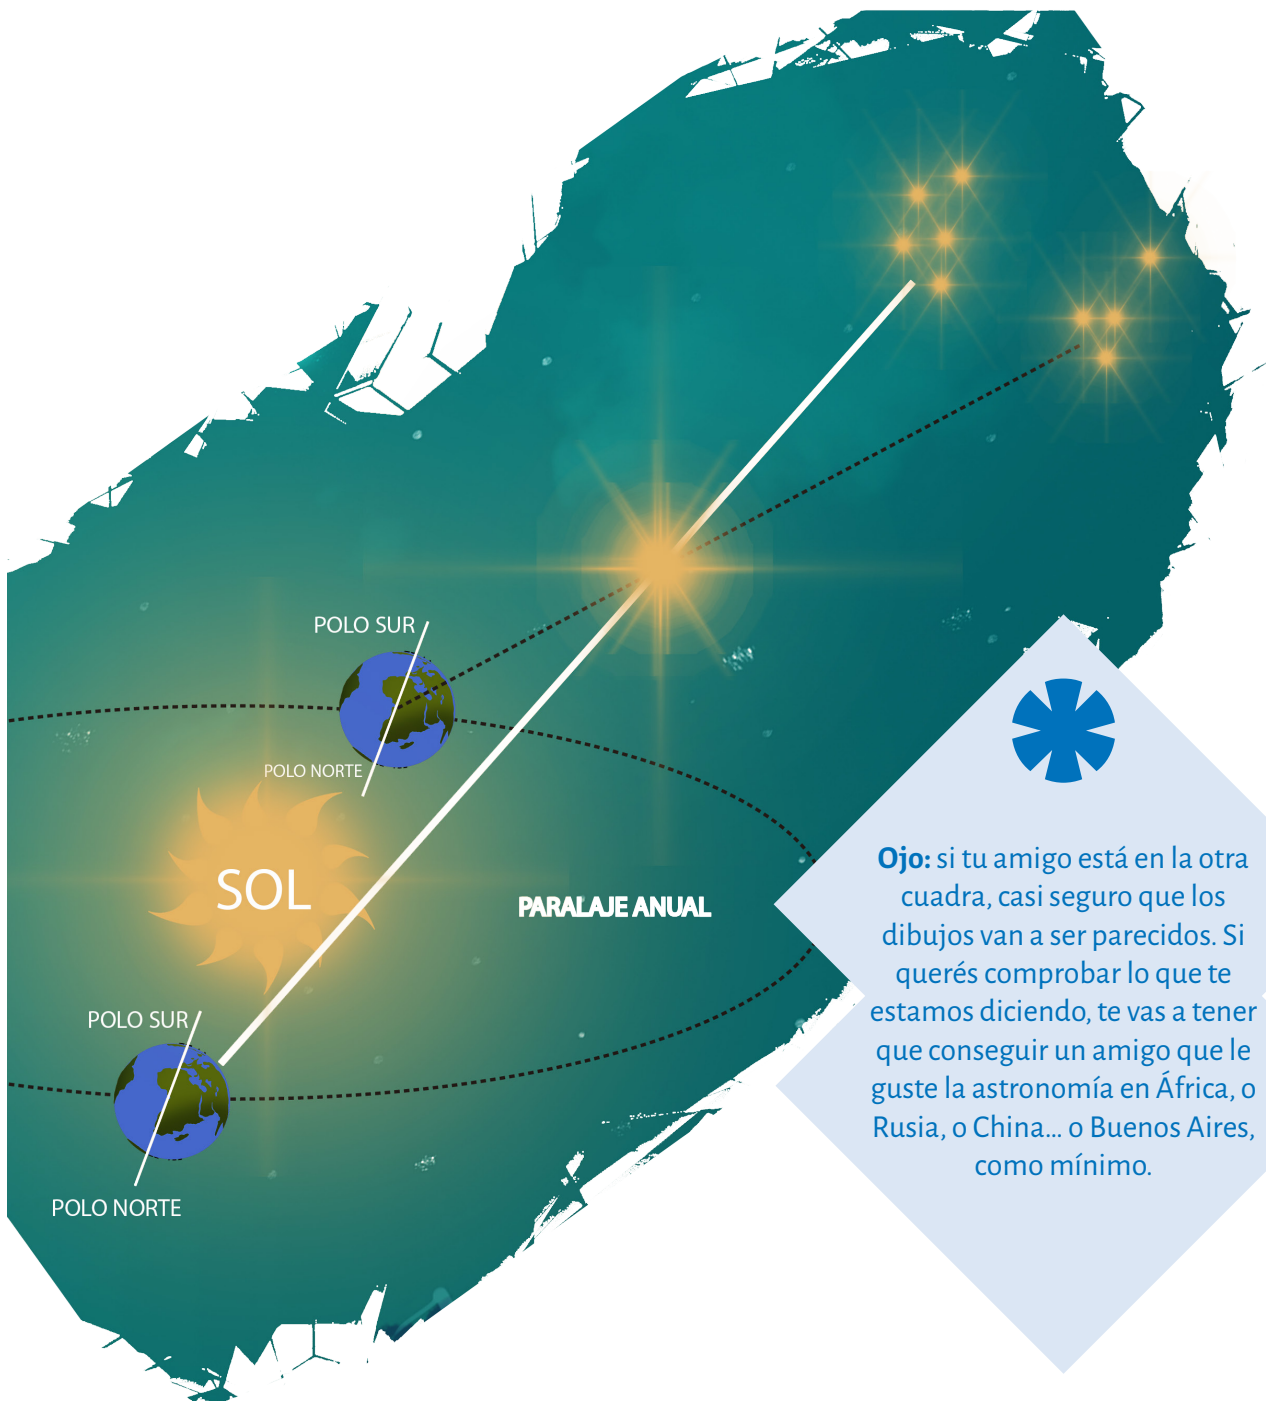 POLO SUR
POLO NORTE
SOL
PARALAJE ANUAL
POLO SUR
POLO NORTE
Ojo: si tu amigo está en la otra
cuadra, casi seguro que los
dibujos van a ser parecidos. Si
querés comprobar lo que te
estamos diciendo, te vas a tener
que conseguir un amigo que le
guste la astronomía en África, o
Rusia, o China... o Buenos Aires,
como mínimo.